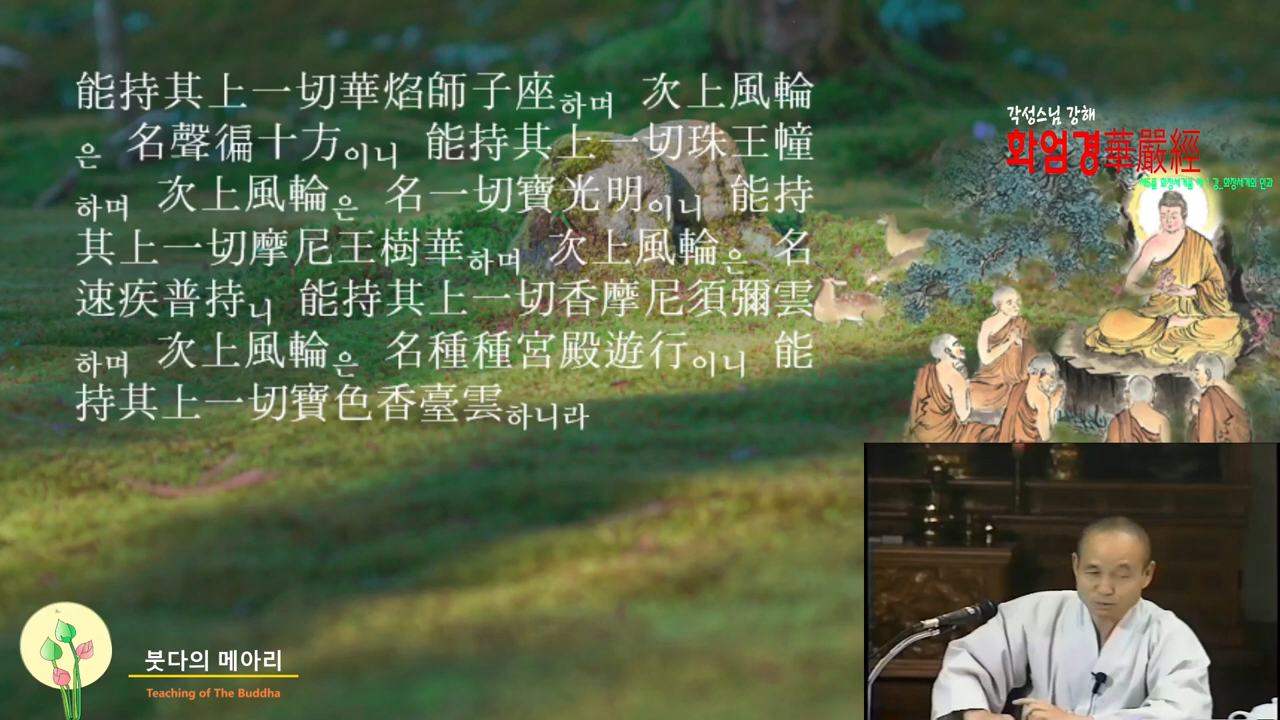 能持其上一切華焰師子座하며 次上風輪
은 名聲徧十方이니 能持其上一切珠王幢
하며 次上風輪은 名一切寶光明이니 能持
其上一切摩尼王樹華하며 次上風輪은 名
速疾普持니 能持其上一切香摩尼須彌雲
하며 次上風輪은 名種種宮殿遊行이니 能
持其上一切寶色香臺雲하니라
각성스님 강해
화엄경華嚴經
화장세계의 인과
붓다의 메아리
Teaching of The Buddha